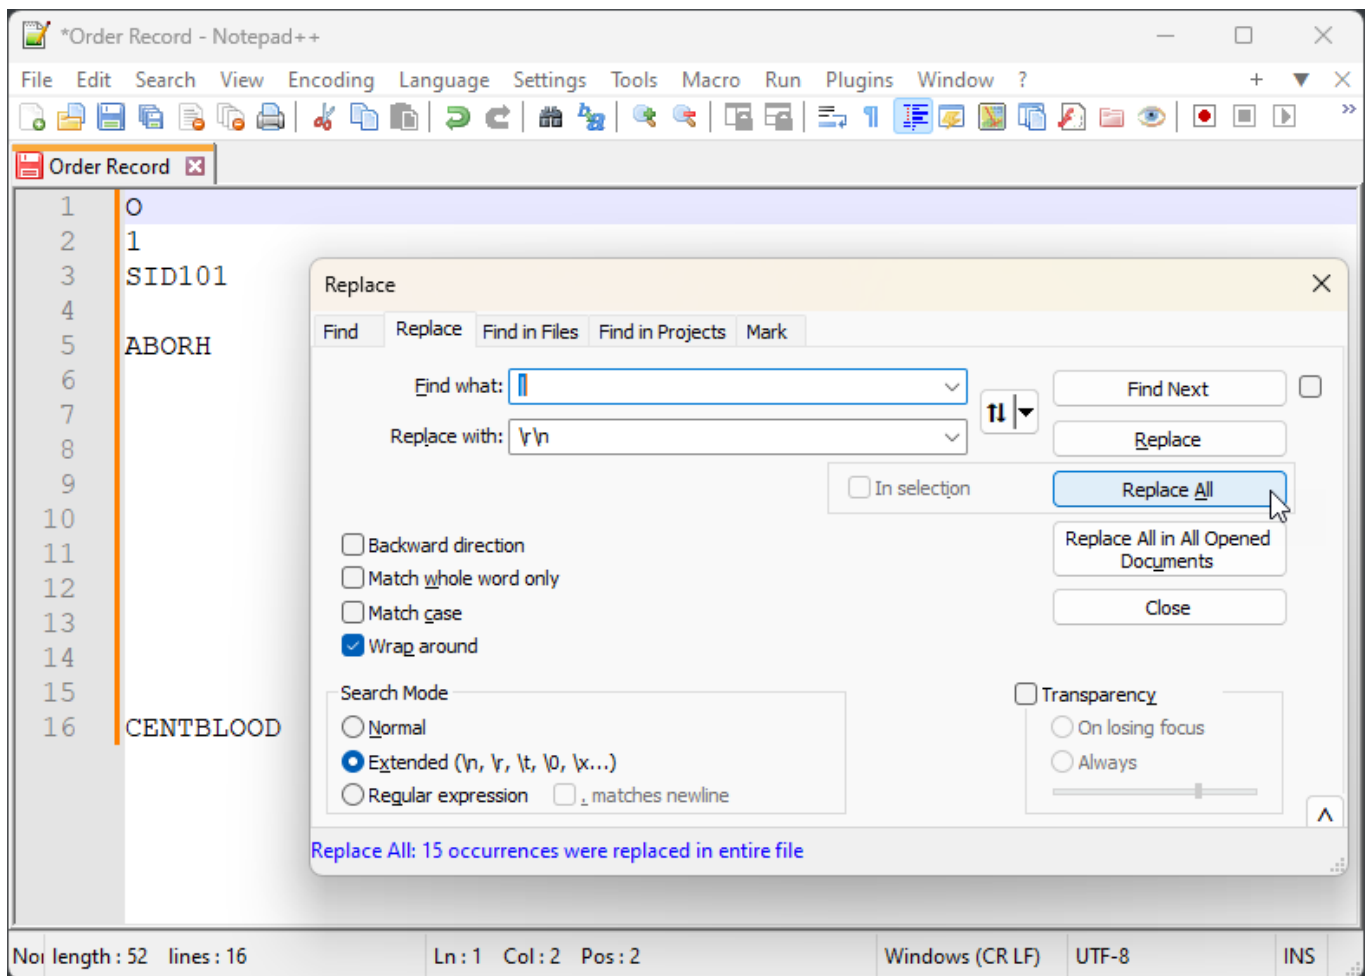 *Order Record - Notepad++
File Edit Search View Encoding Language Settings Tools Macro Run Plugins Window ?
Order Record
1 O
2 1
3 SID101
4
5 ABORH
6
7
8
9
10
11
12
13
14
15
16 CENTBLOOD
Replace
Find Replace Find in Files Find in Projects Mark
Find what: | Find Next
Replace with: \r\n Replace
In selection Replace All
Replace All in All Opened
Documents
Close
Backward direction
Match whole word only
Match case
Wrap around
Search Mode
Normal
Extended (\n, \r, \t, \0, \x...)
Regular expression . matches newline
Transparency
On losing focus
Always
Replace All: 15 occurrences were replaced in entire file
length : 52 lines : 16 Ln : 1 Col : 2 Pos : 2 Windows (CR LF) UTF-8 INS